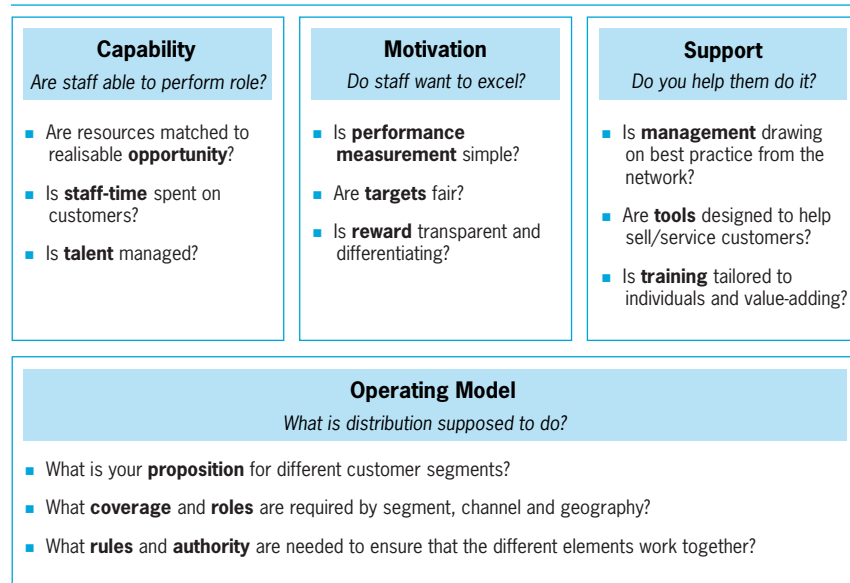 Capability
Are staff able to perform role?
■ Are resources matched to
realisable opportunity?
■ Is staff-time spent on
customers?
■ Is talent managed?
Motivation
Do staff want to excel?
■ Is performance
measurement simple?
■ Are targets fair?
■ Is reward transparent and
differentiating?
Support
Do you help them do it?
■ Is management drawing
on best practice from the
network?
■ Are tools designed to help
sell/service customers?
■ Is training tailored to
individuals and value-adding?
Operating Model
What is distribution supposed to do?
■ What is your proposition for different customer segments?
■ What coverage and roles are required by segment, channel and geography?
■ What rules and authority are needed to ensure that the different elements work together?